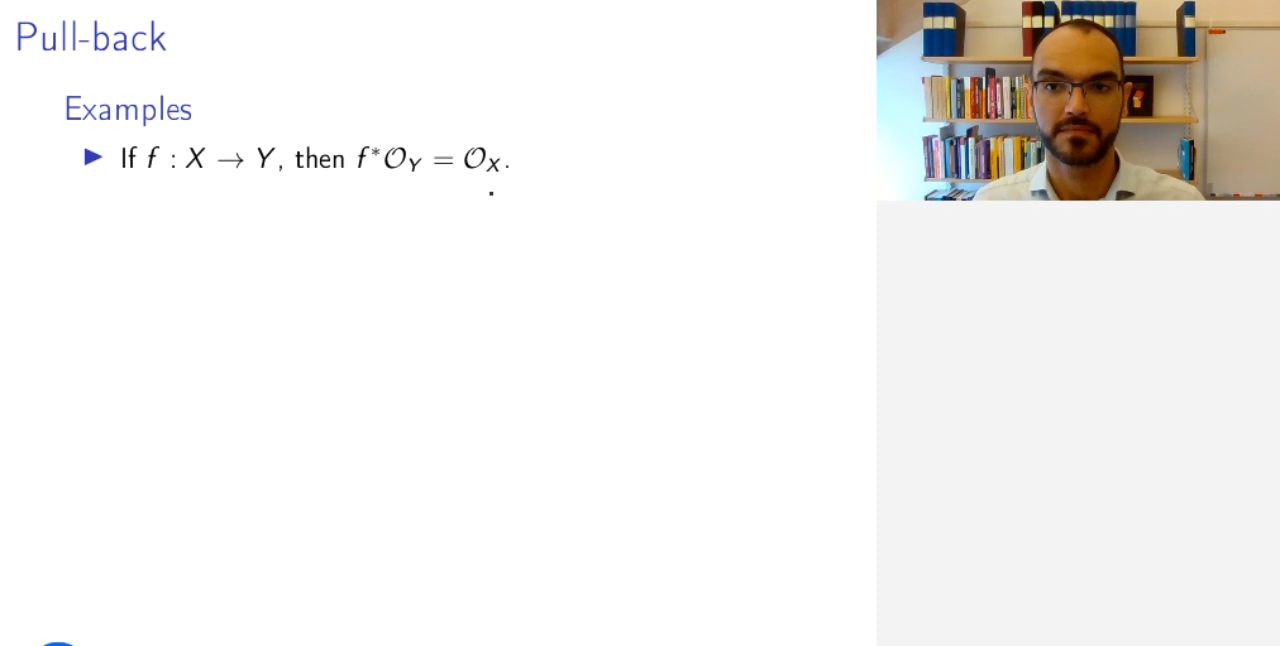 Pull-back
Examples
▶ If f : X → Y, then f*𝒪_Y = 𝒪_X.